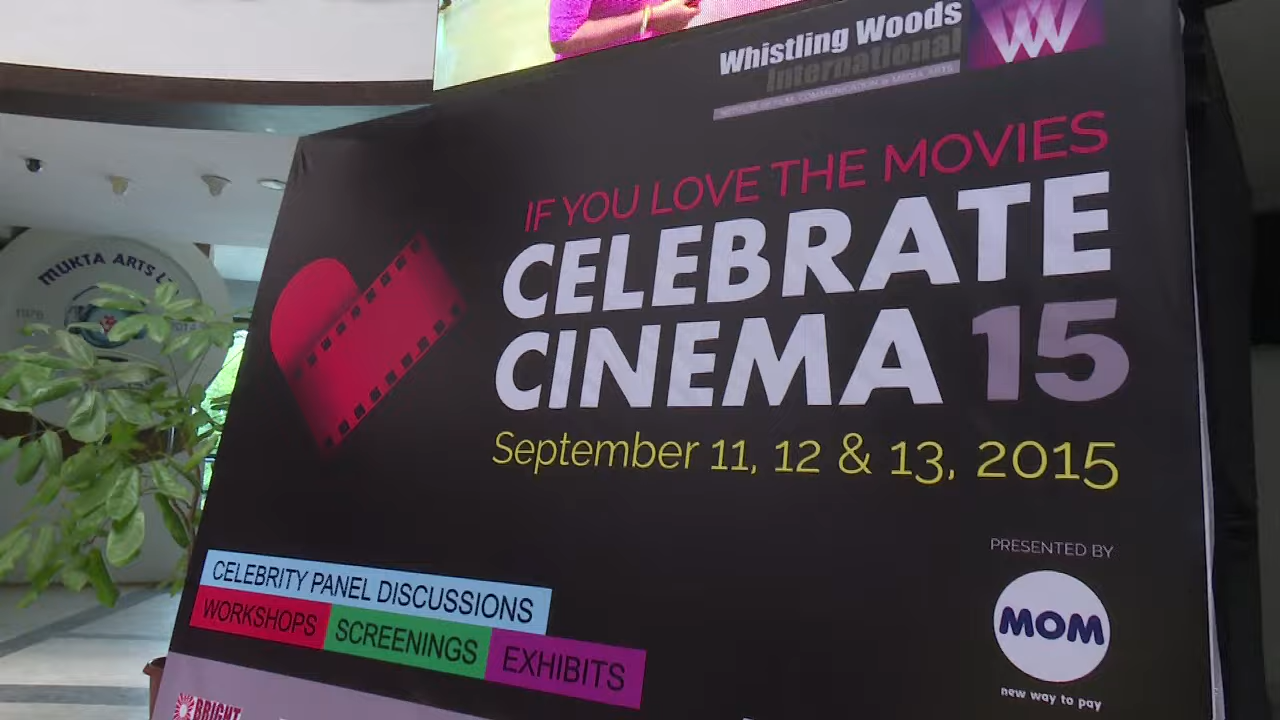 Whistling Woods
International
IF YOU LOVE THE MOVIES
CELEBRATE
CINEMA 15
September 11, 12 & 13, 2015
MUKTA ARTS
CELEBRITY PANEL DISCUSSIONS
WORKSHOPS SCREENINGS EXHIBITS
PRESENTED BY
MOM
new way to pay
BRIGHT